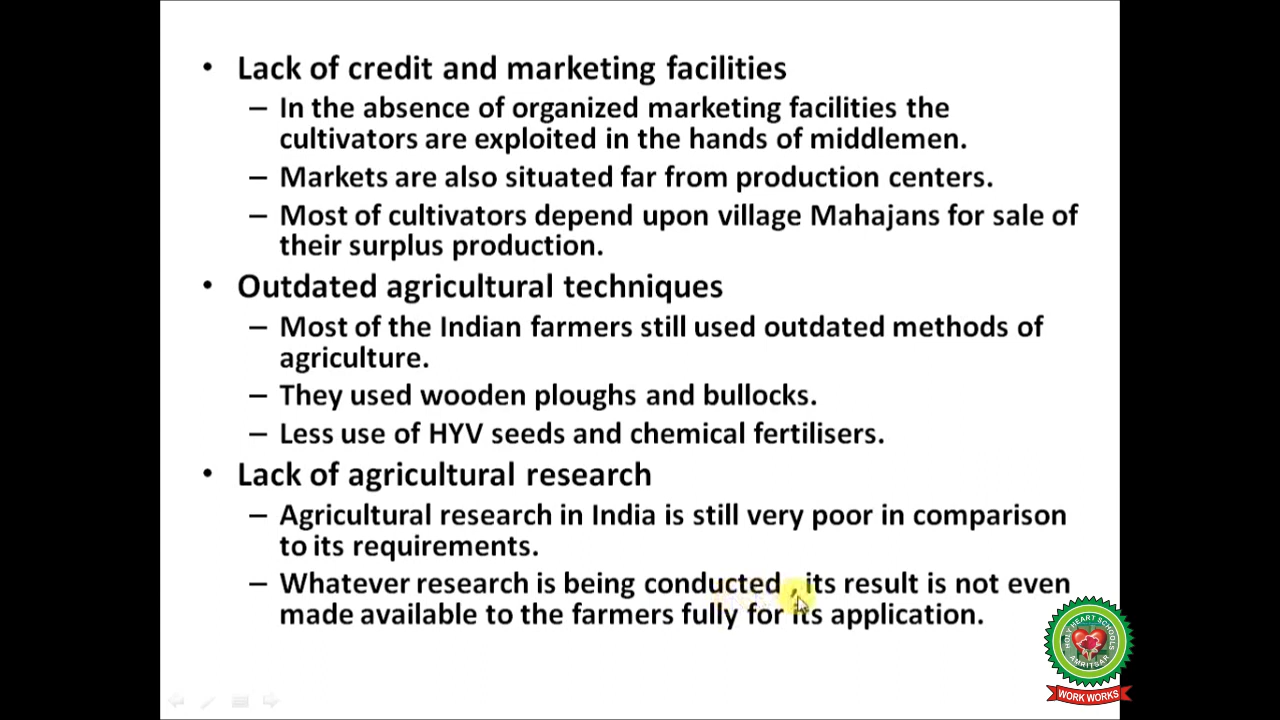 • Lack of credit and marketing facilities
– In the absence of organized marketing facilities the
cultivators are exploited in the hands of middlemen.
– Markets are also situated far from production centers.
– Most of cultivators depend upon village Mahajans for sale of
their surplus production.
• Outdated agricultural techniques
– Most of the Indian farmers still used outdated methods of
agriculture.
– They used wooden ploughs and bullocks.
– Less use of HYV seeds and chemical fertilisers.
• Lack of agricultural research
– Agricultural research in India is still very poor in comparison
to its requirements.
– Whatever research is being conducted , its result is not even
made available to the farmers fully for its application.
HOLY HEART SCHOOLS
AMRITSAR
WORK WORKS